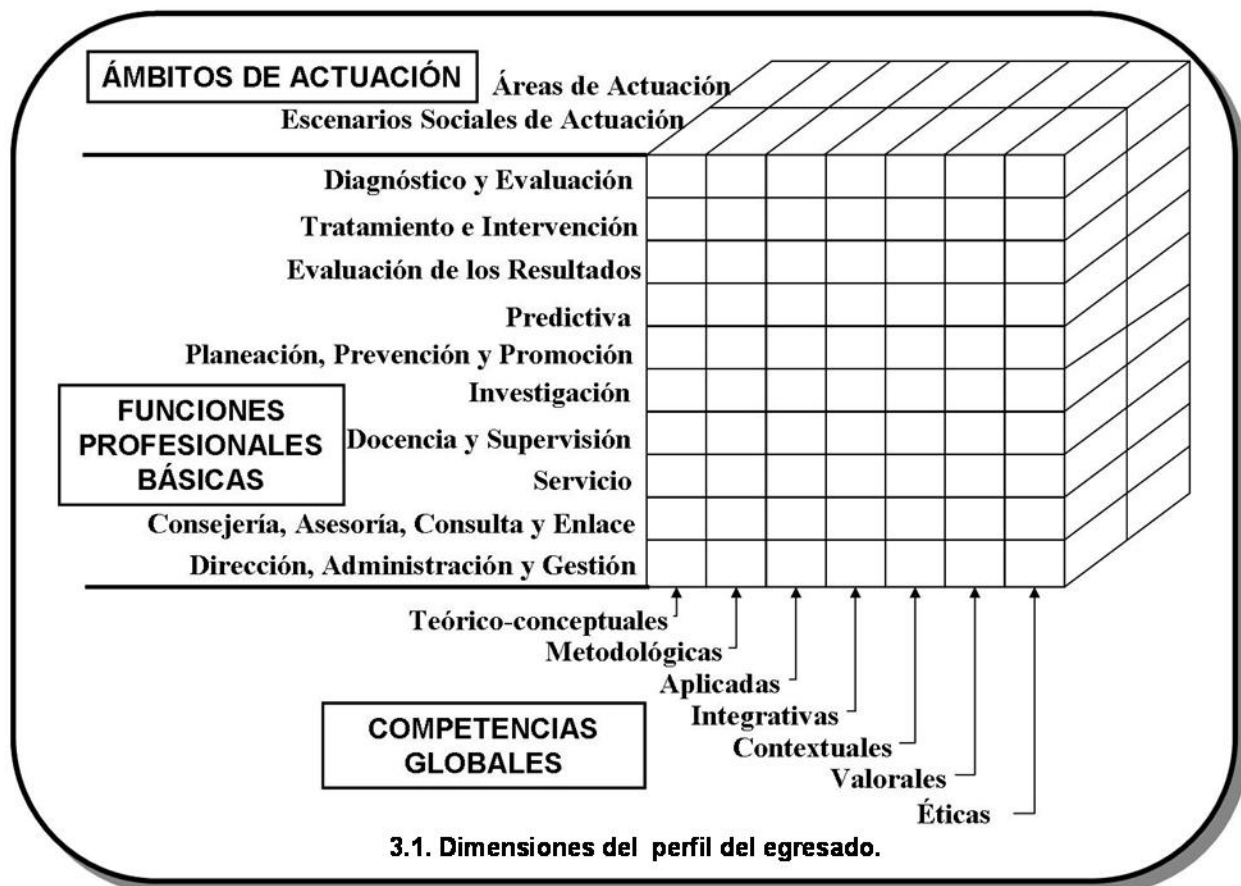 ÁMBITOS DE ACTUACIÓN
Áreas de Actuación
Escenarios Sociales de Actuación
Diagnóstico y Evaluación
Tratamiento e Intervención
Evaluación de los Resultados
Predictiva
Planeación, Prevención y Promoción
Investigación
FUNCIONES
PROFESIONALES
BÁSICAS
Docencia y Supervisión
Servicio
Consejería, Asesoría, Consulta y Enlace
Dirección, Administración y Gestión
Teórico-conceptuales
Metodológicas
Aplicadas
Integrativas
Contextuales
Valorales
Éticas
COMPETENCIAS
GLOBALES
3.1. Dimensiones del perfil del egresado.